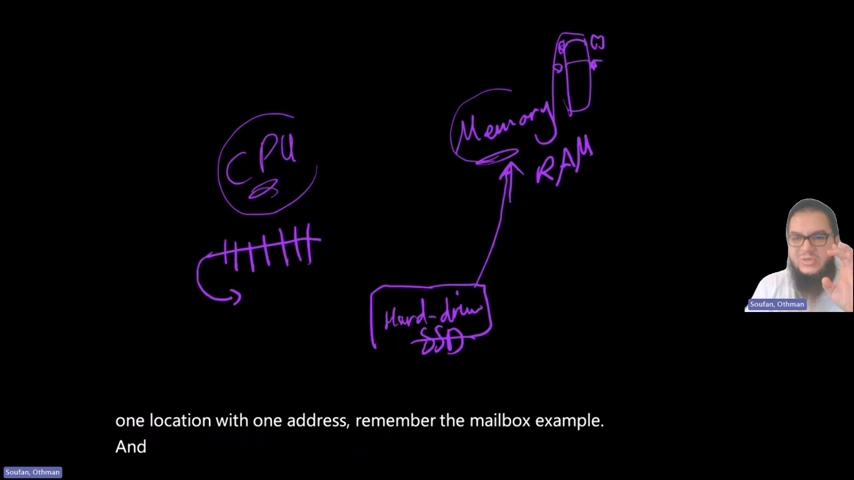 Memory
RAM
CPU
Hard-drive
SSD
Soufan, Othman
one location with one address, remember the mailbox example.
And
Soufan, Othman